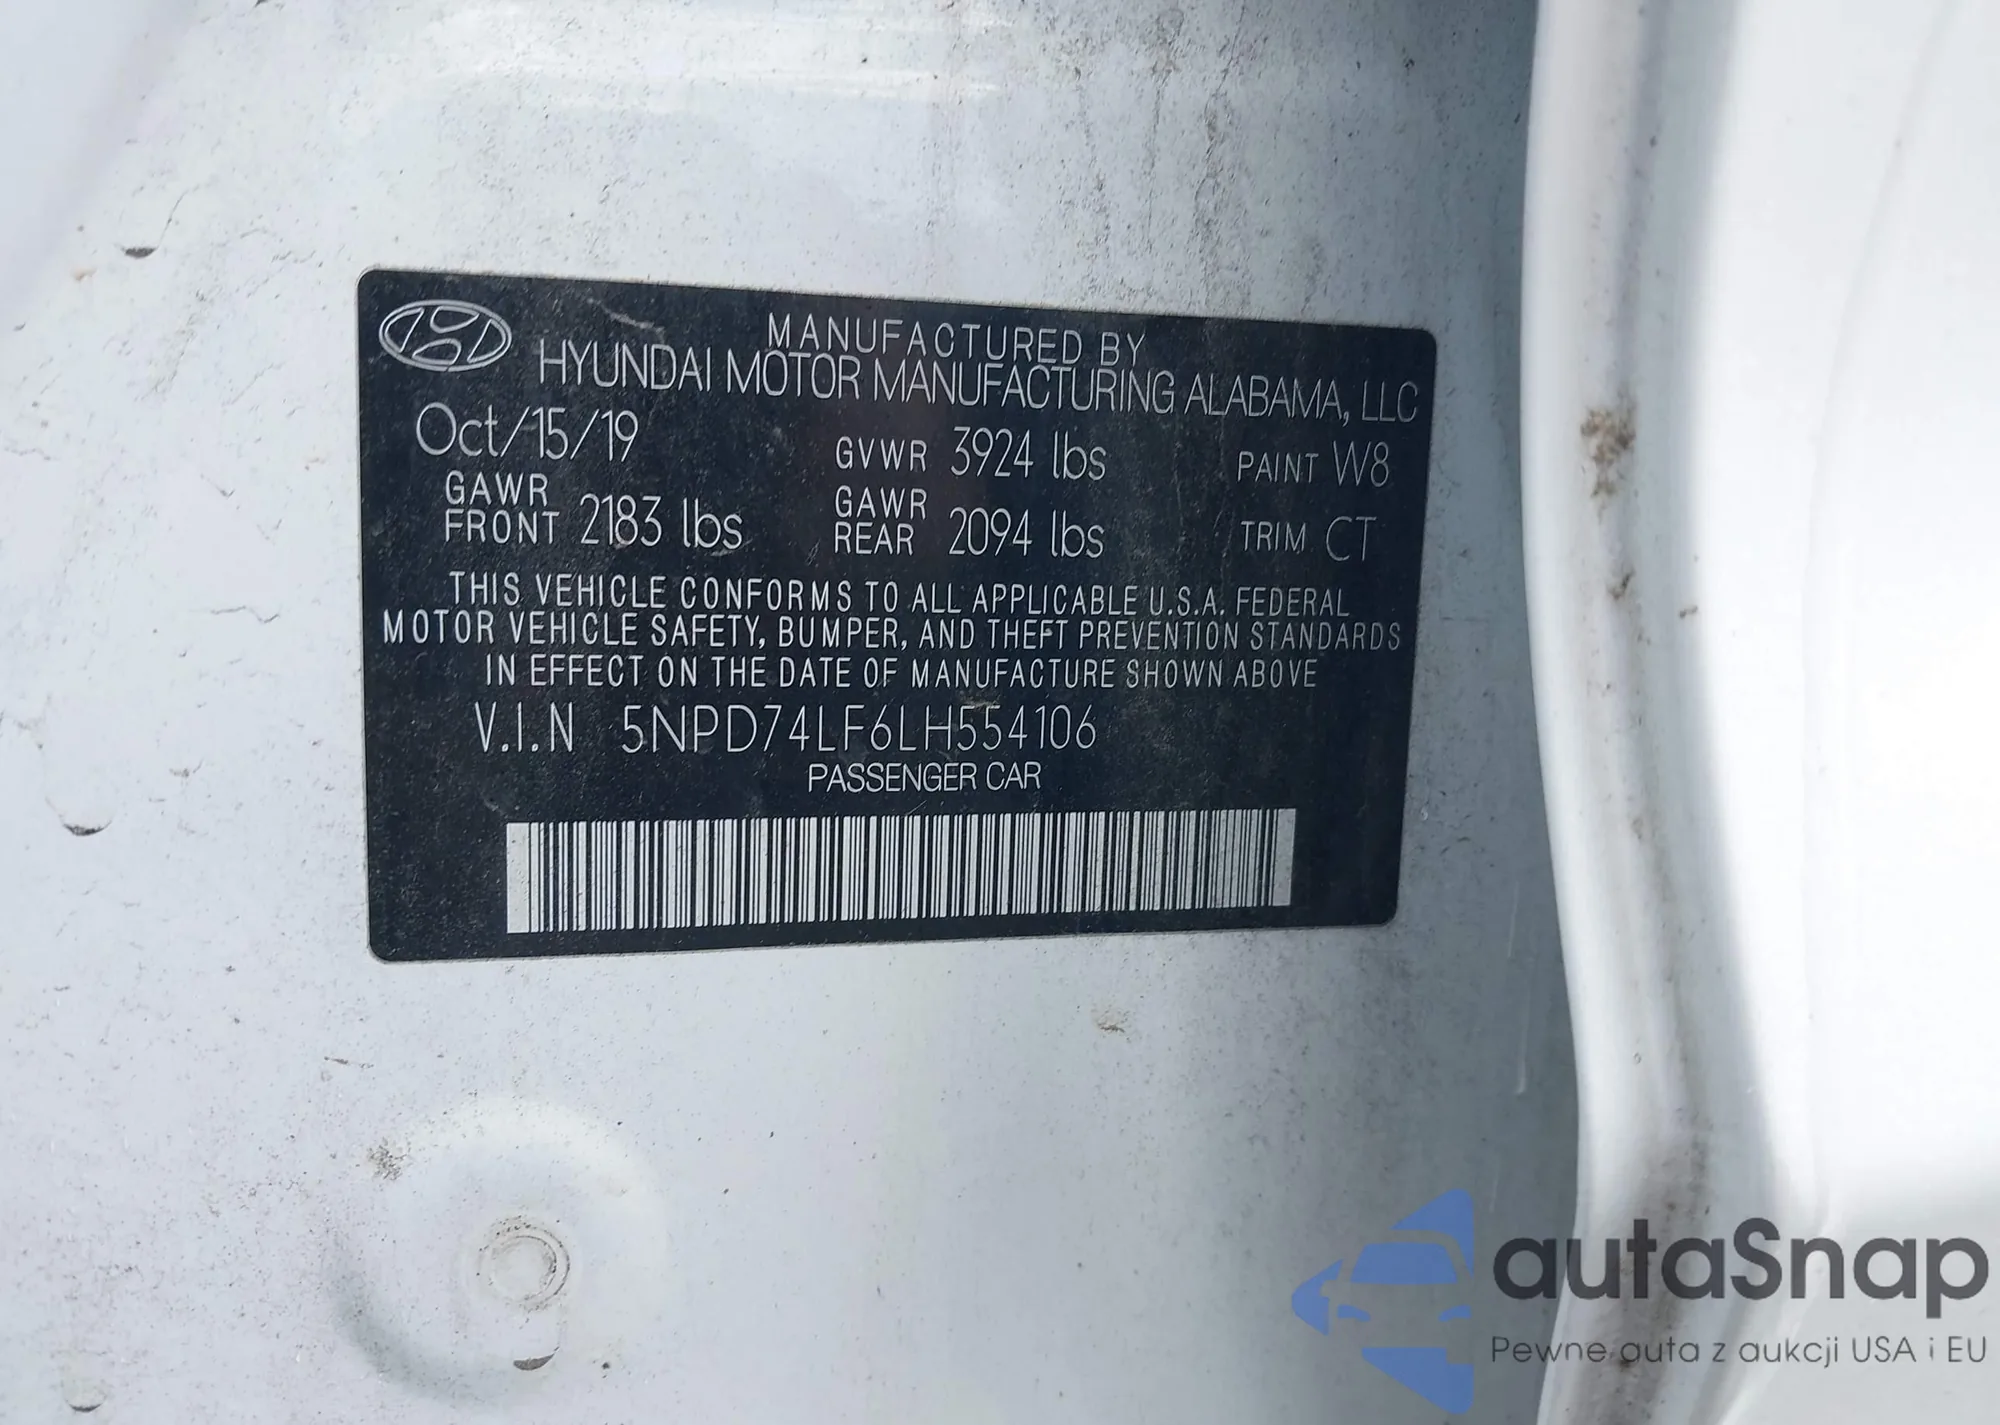 MANUFACTURED BY
HYUNDAI MOTOR MANUFACTURING ALABAMA, LLC
Oct/15/19 GVWR 3924 lbs PAINT W8
GAWR FRONT 2183 lbs GAWR REAR 2094 lbs TRIM CT
THIS VEHICLE CONFORMS TO ALL APPLICABLE U.S.A. FEDERAL
MOTOR VEHICLE SAFETY, BUMPER, AND THEFT PREVENTION STANDARDS
IN EFFECT ON THE DATE OF MANUFACTURE SHOWN ABOVE
V.I.N 5NPD74LF6LH554106
PASSENGER CAR
autaSnap
Pewne auta z aukcji USA i EU